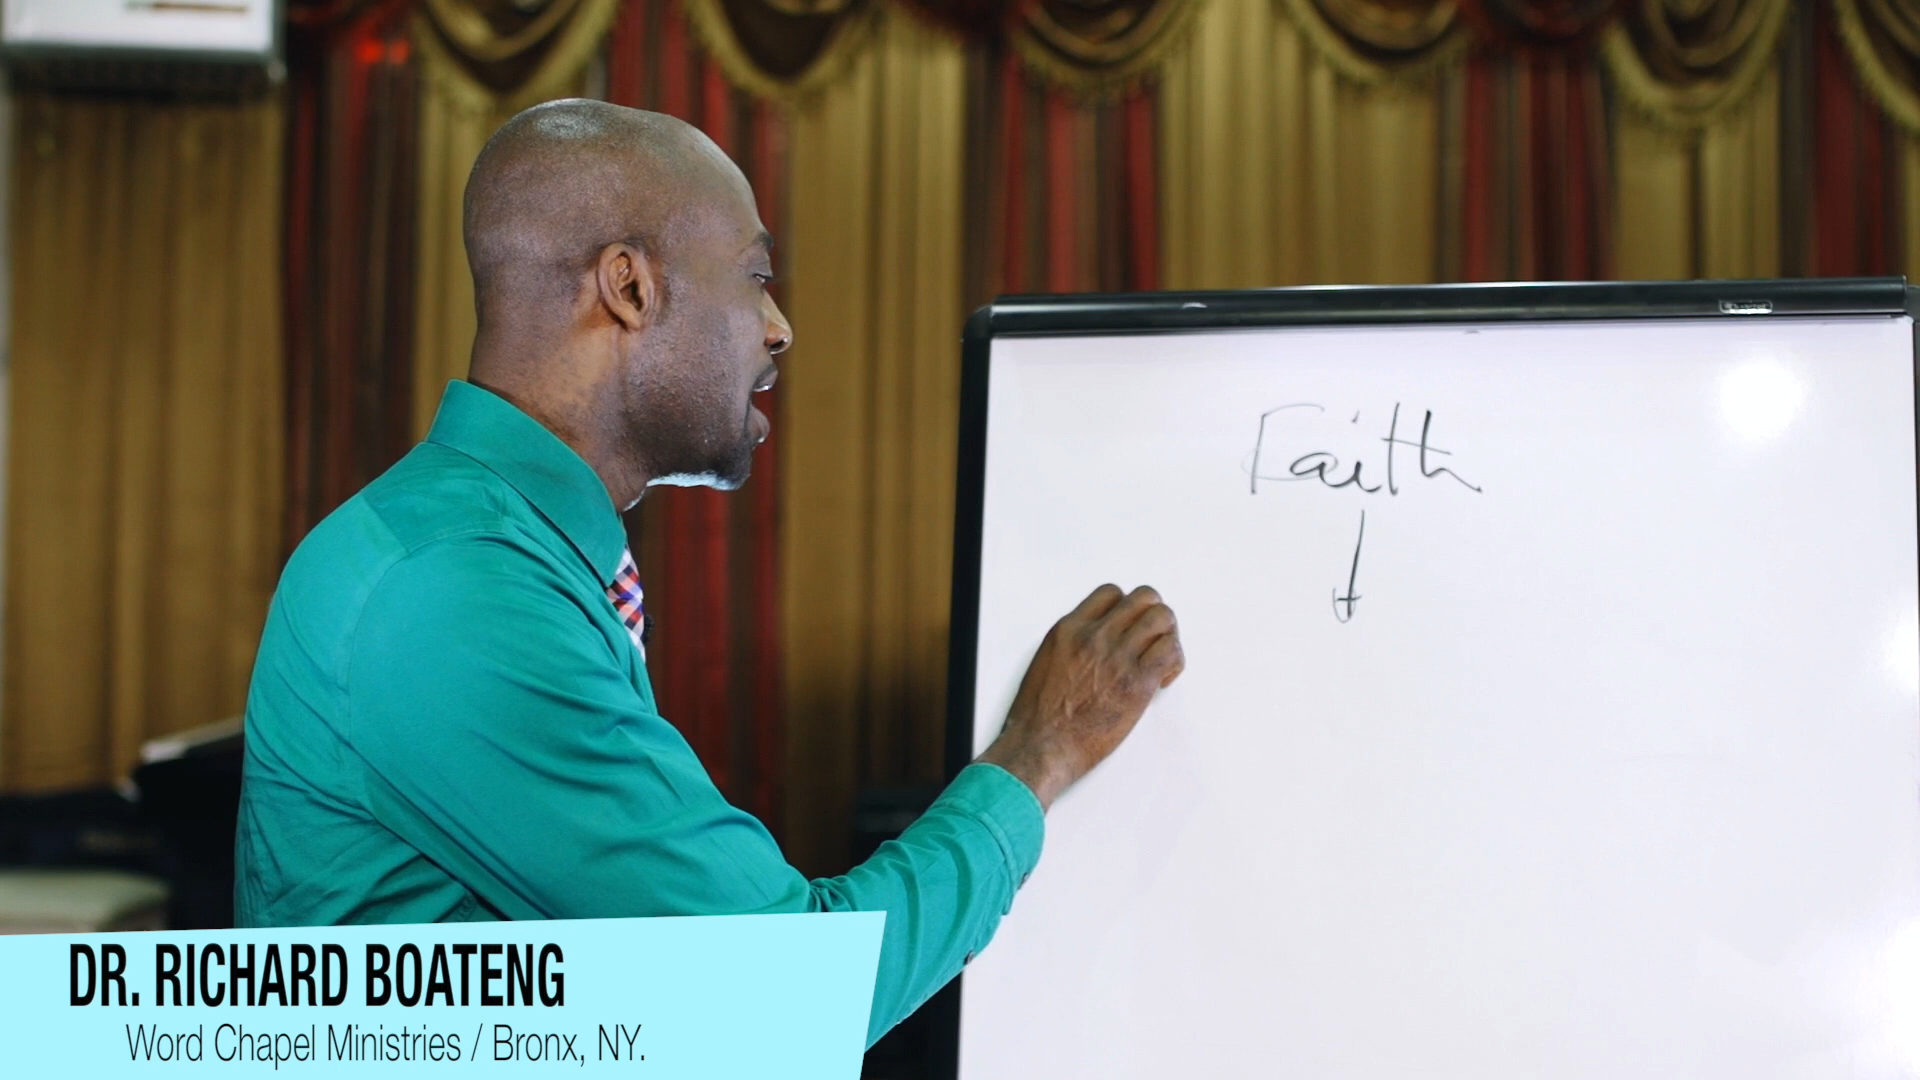 Faith
DR. RICHARD BOATENG
Word Chapel Ministries / Bronx, NY.